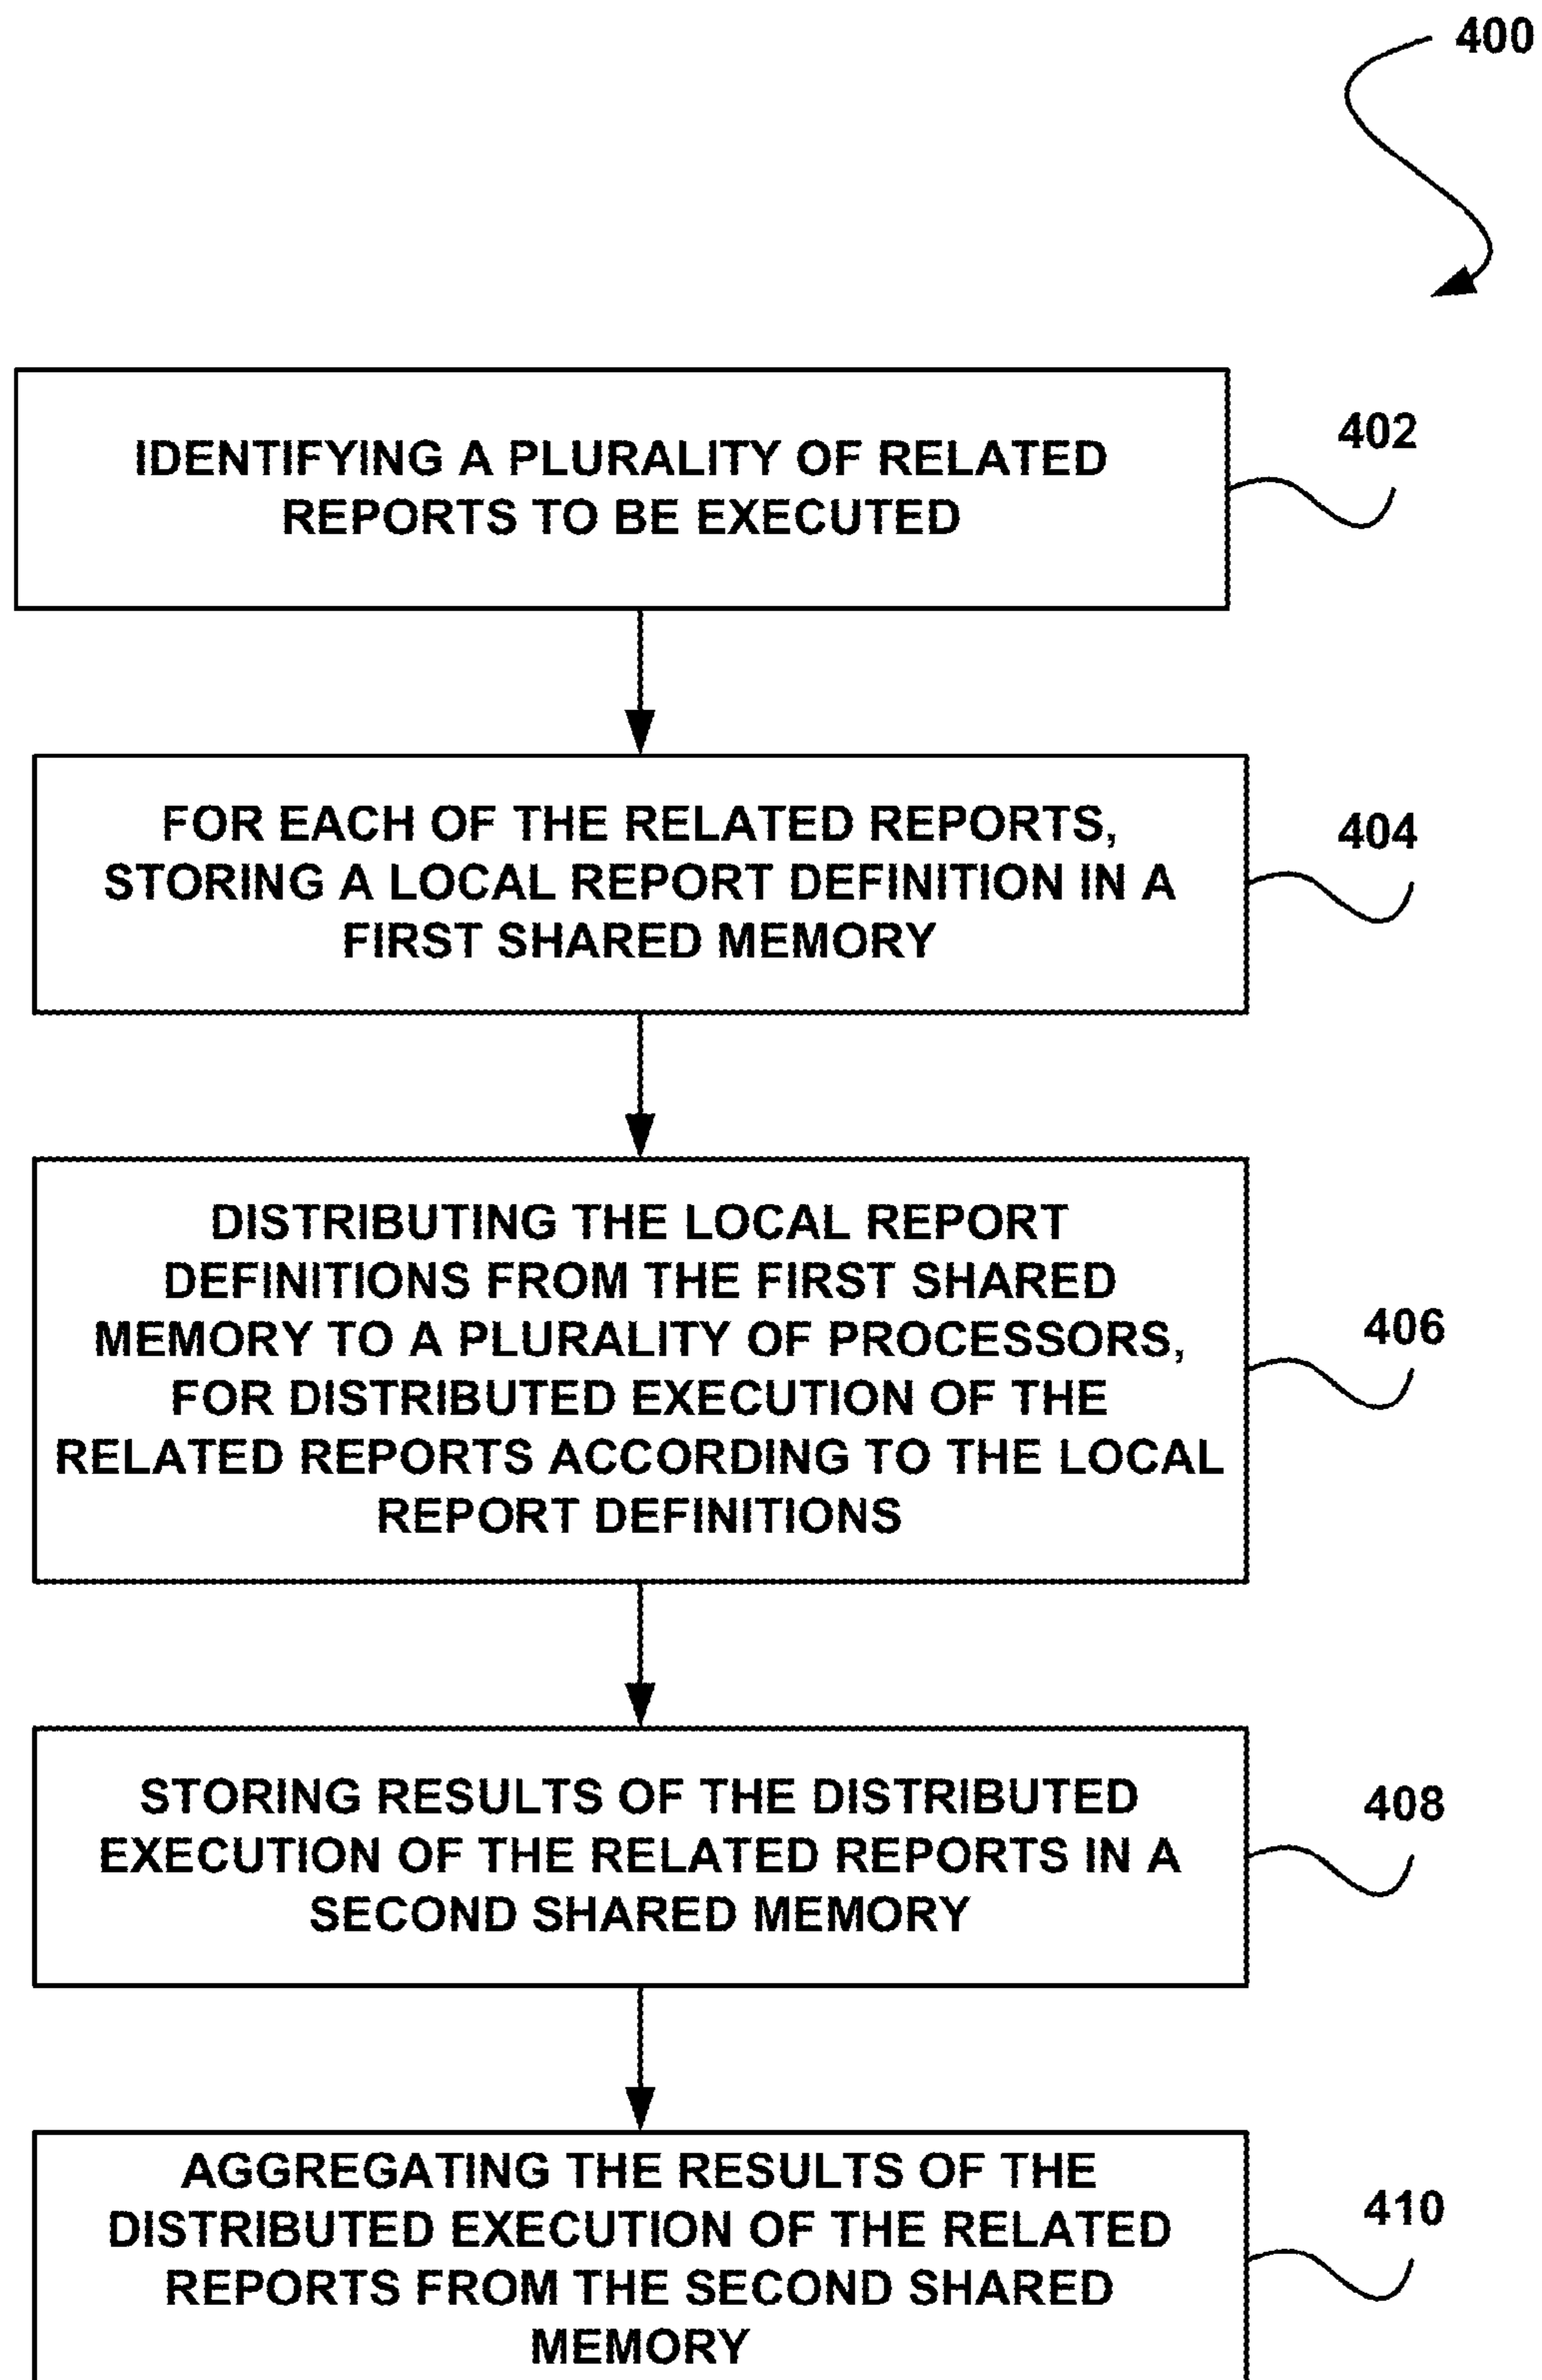 400
IDENTIFYING A PLURALITY OF RELATED
REPORTS TO BE EXECUTED
402
FOR EACH OF THE RELATED REPORTS,
STORING A LOCAL REPORT DEFINITION IN A
FIRST SHARED MEMORY
404
DISTRIBUTING THE LOCAL REPORT
DEFINITIONS FROM THE FIRST SHARED
MEMORY TO A PLURALITY OF PROCESSORS,
FOR DISTRIBUTED EXECUTION OF THE
RELATED REPORTS ACCORDING TO THE LOCAL
REPORT DEFINITIONS
406
STORING RESULTS OF THE DISTRIBUTED
EXECUTION OF THE RELATED REPORTS IN A
SECOND SHARED MEMORY
408
AGGREGATING THE RESULTS OF THE
DISTRIBUTED EXECUTION OF THE RELATED
REPORTS FROM THE SECOND SHARED
MEMORY
410